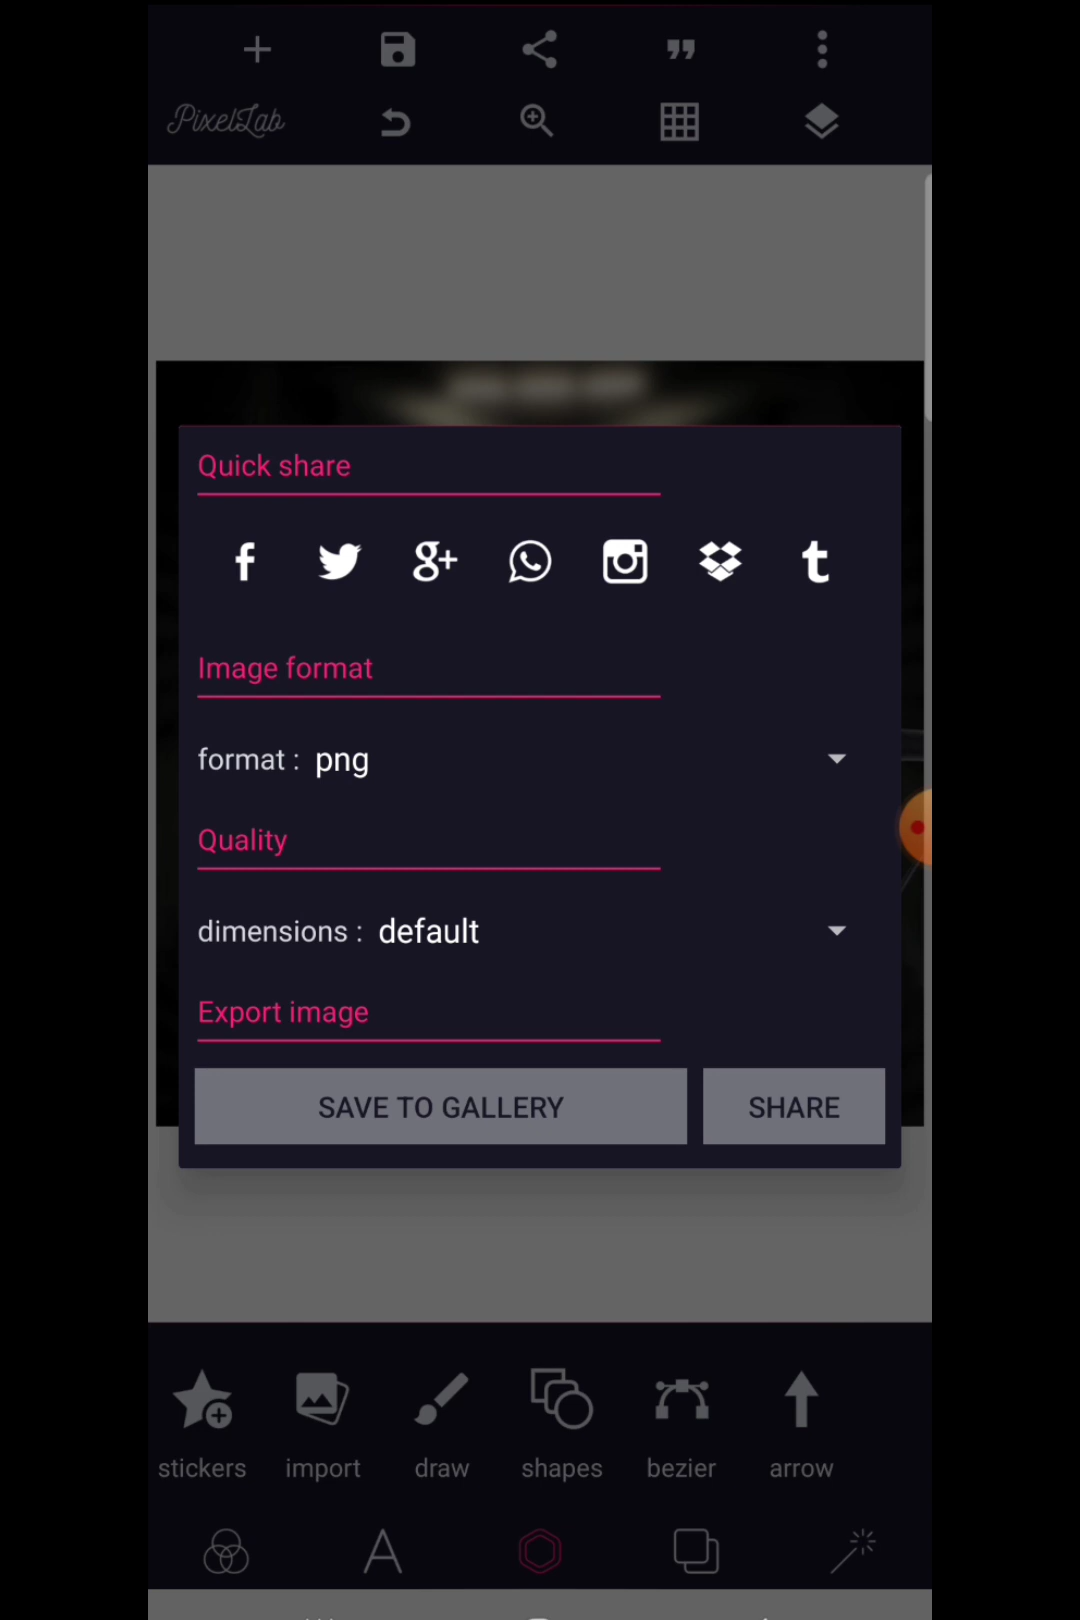 PixelLab
Quick share
Image format
format : png
Quality
dimensions : default
Export image
SAVE TO GALLERY SHARE
stickers import draw shapes bezier arrow